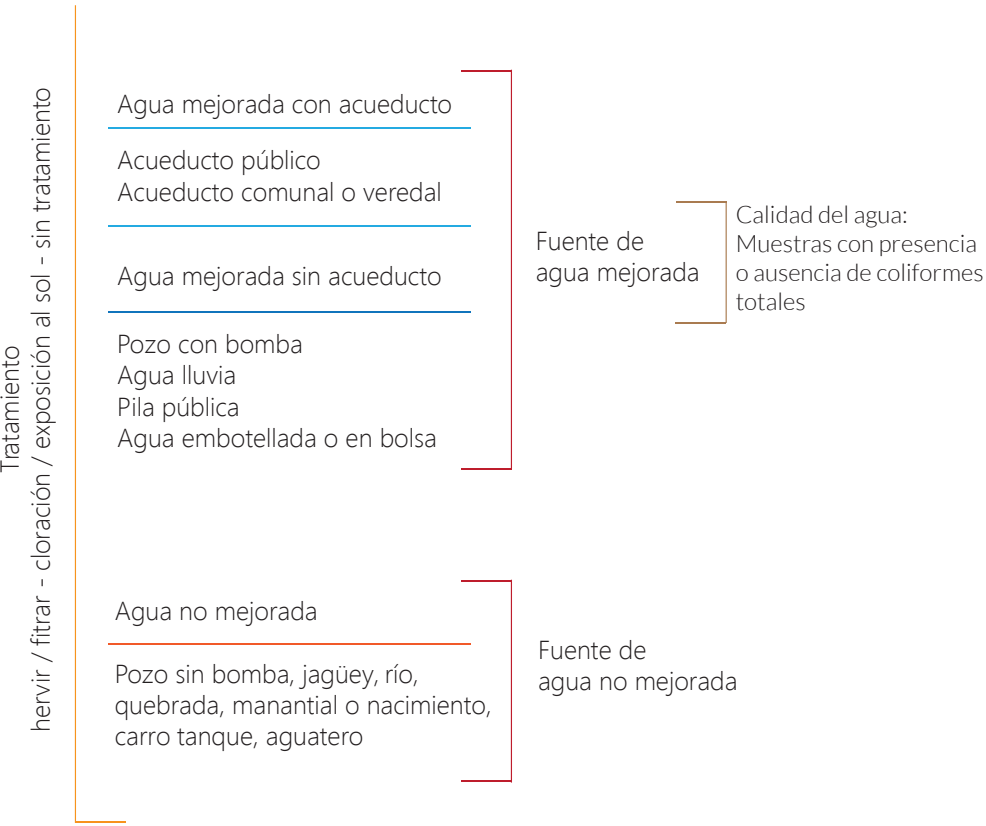 Tratamiento
hervir / fitrar - cloración / exposición al sol - sin tratamiento
Agua mejorada con acueducto
Acueducto público
Acueducto comunal o veredal
Agua mejorada sin acueducto
Pozo con bomba
Agua lluvia
Pila pública
Agua embotellada o en bolsa
Fuente de
agua mejorada
Calidad del agua:
Muestras con presencia
o ausencia de coliformes
totales
Agua no mejorada
Pozo sin bomba, jagüey, río,
quebrada, manantial o nacimiento,
carro tanque, aguatero
Fuente de
agua no mejorada